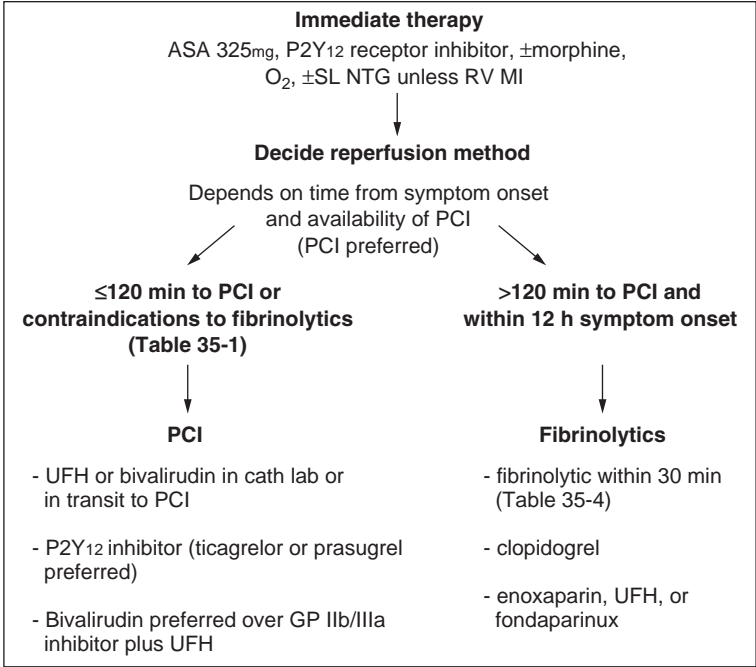 Immediate therapy
ASA 325mg, P2Y12 receptor inhibitor, ±morphine,
O2, ±SL NTG unless RV MI
Decide reperfusion method
Depends on time from symptom onset
and availability of PCI
(PCI preferred)
≤120 min to PCI or
contraindications to fibrinolytics
(Table 35-1)
PCI
- UFH or bivalirudin in cath lab or
in transit to PCI
- P2Y12 inhibitor (ticagrelor or prasugrel
preferred)
- Bivalirudin preferred over GP IIb/IIIa
inhibitor plus UFH
>120 min to PCI and
within 12 h symptom onset
Fibrinolytics
- fibrinolytic within 30 min
(Table 35-4)
- clopidogrel
- enoxaparin, UFH, or
fondaparinux